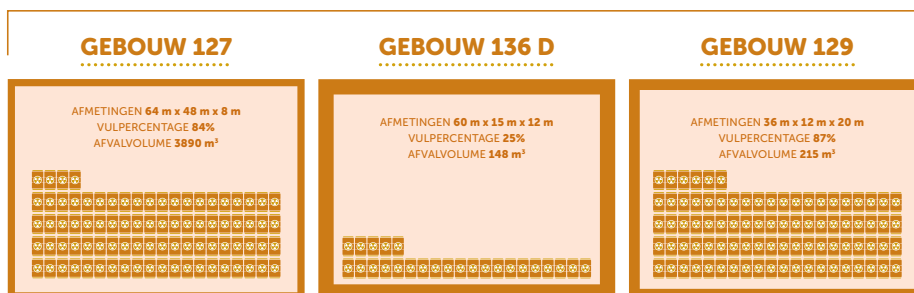 GEBOUW 127
AFMETINGEN 64 m x 48 m x 8 m
VULPERCENTAGE 84%
AFVALVOLUME 3890 m³
GEBOUW 136 D
AFMETINGEN 60 m x 15 m x 12 m
VULPERCENTAGE 25%
AFVALVOLUME 148 m³
GEBOUW 129
AFMETINGEN 36 m x 12 m x 20 m
VULPERCENTAGE 87%
AFVALVOLUME 215 m³